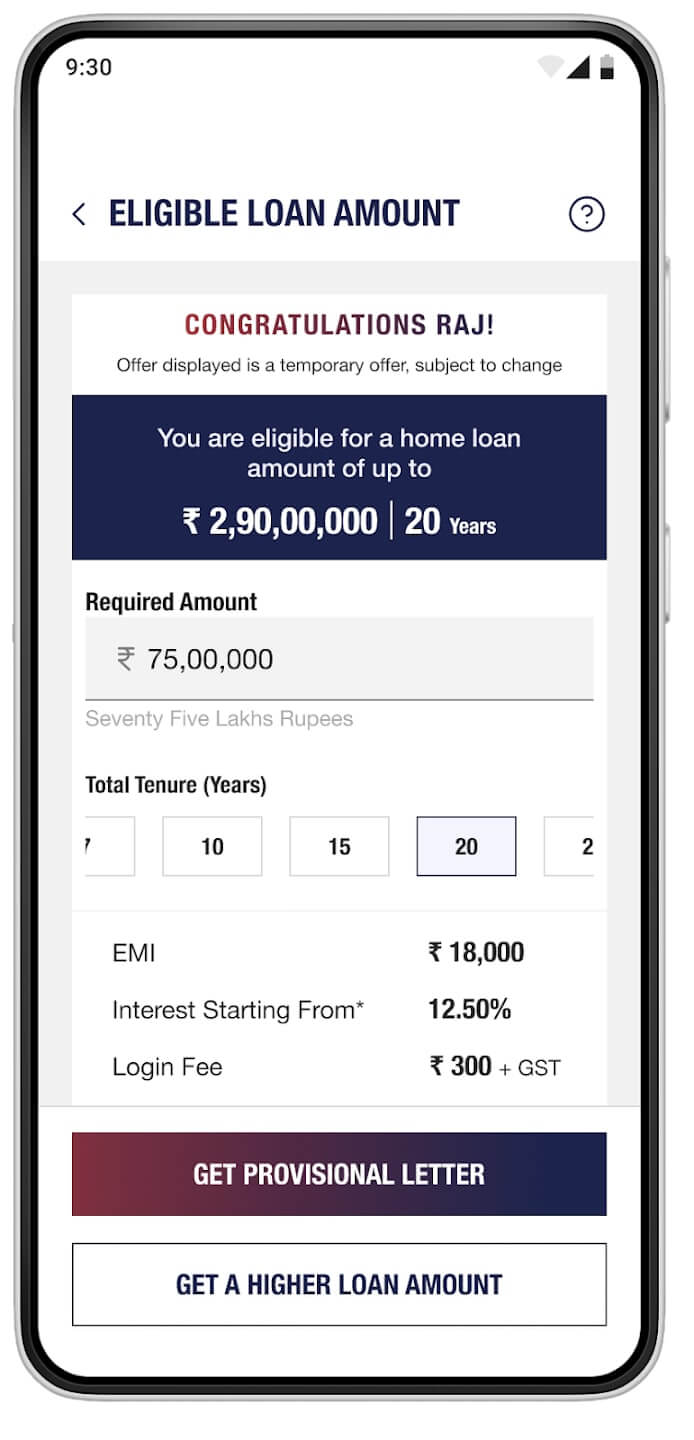 9:30
ELIGIBLE LOAN AMOUNT
?
CONGRATULATIONS RAJ!
Offer displayed is a temporary offer, subject to change
You are eligible for a home loan
amount of up to
₹ 2,90,00,000 | 20 Years
Required Amount
₹ 75,00,000
Seventy Five Lakhs Rupees
Total Tenure (Years)
7 10 15 20 2
EMI ₹ 18,000
Interest Starting From* 12.50%
Login Fee ₹ 300 + GST
GET PROVISIONAL LETTER
GET A HIGHER LOAN AMOUNT